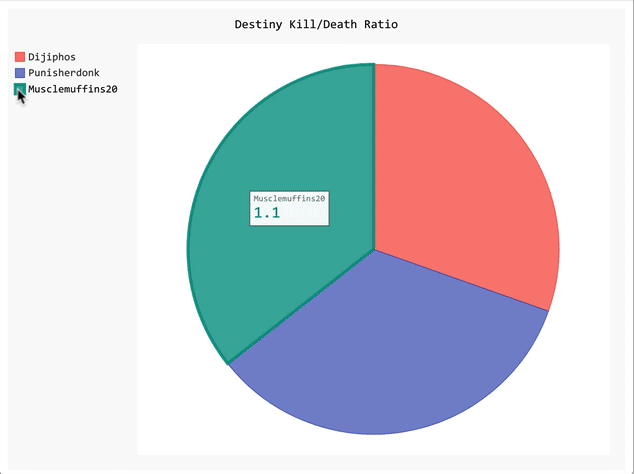 Destiny Kill/Death Ratio
Dijiphos
Punisherdonk
Musclemuffins20
Musclemuffins20
1.1